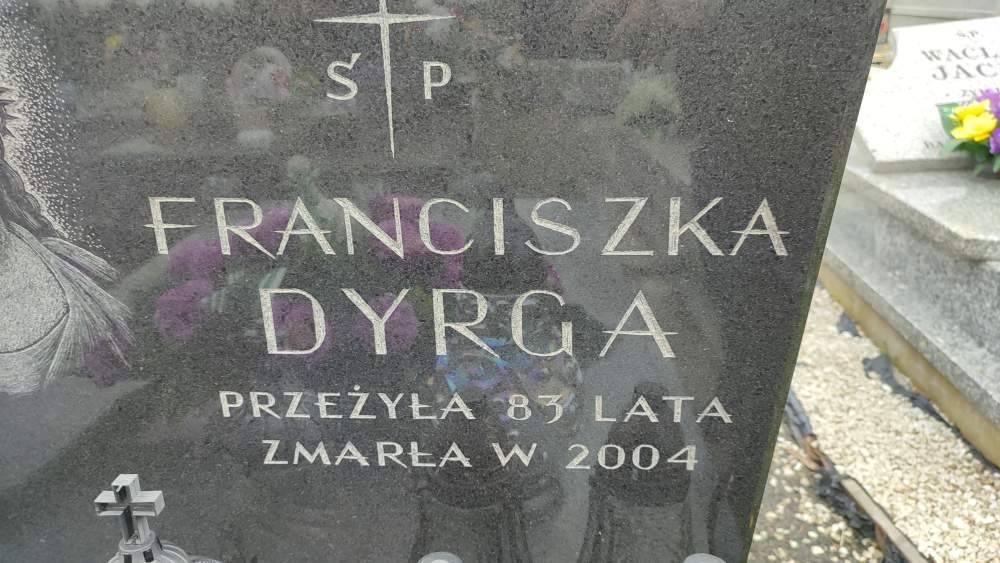 Ś P
FRANCISZKA
DYRGA
PRZEŻYŁA 83 LATA
ZMARŁA W 2004
Ś.P.